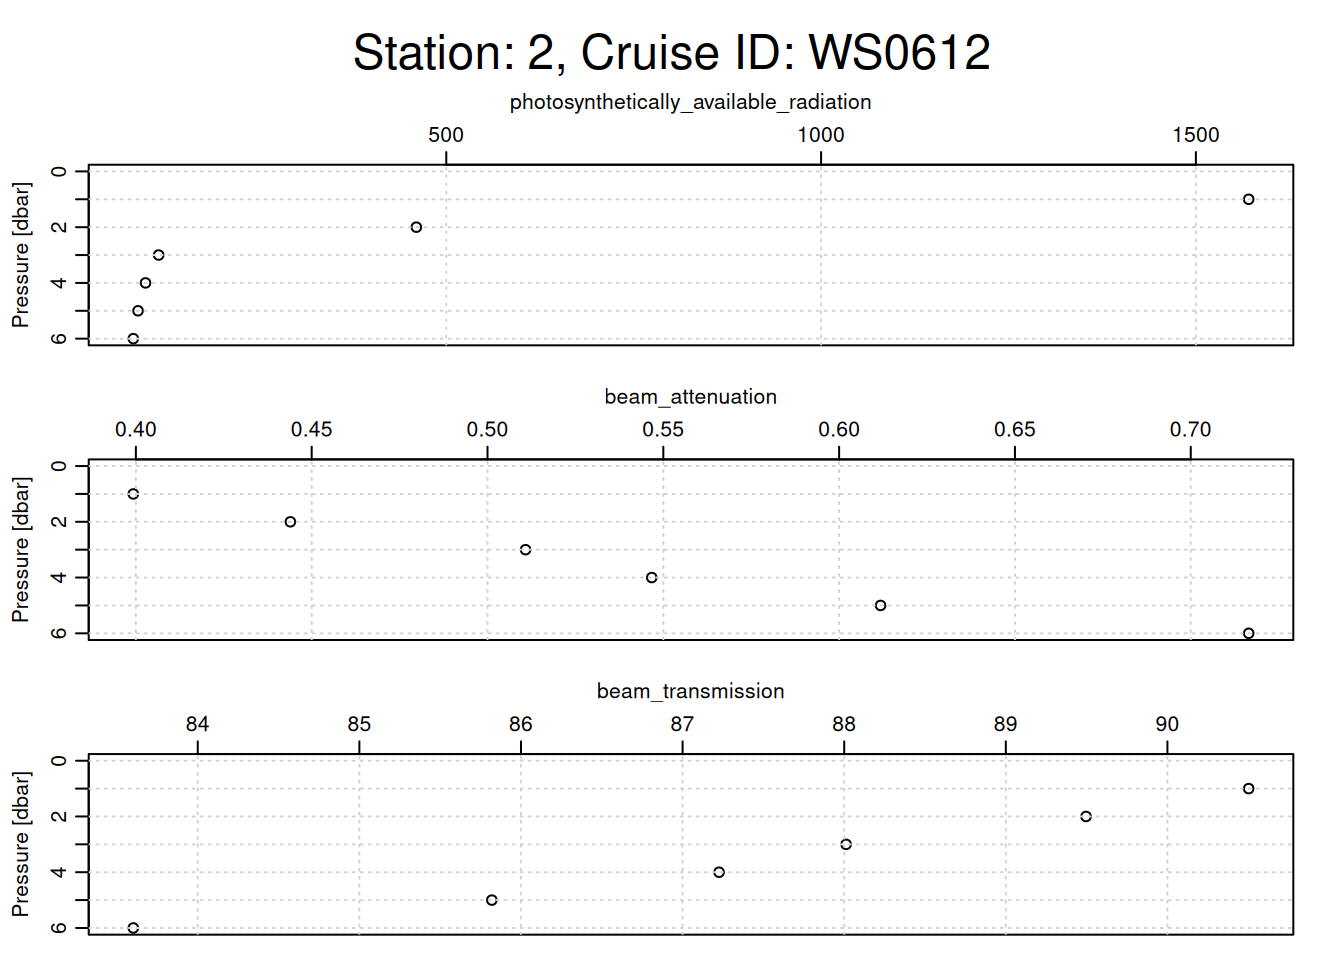 Station: 2, Cruise ID: WS0612
photosynthetically_available_radiation
500 1000 1500
Pressure [dbar]
0
2
4
6
beam_attenuation
0.40 0.45 0.50 0.55 0.60 0.65 0.70
Pressure [dbar]
0
2
4
6
beam_transmission
84 85 86 87 88 89 90
Pressure [dbar]
0
2
4
6